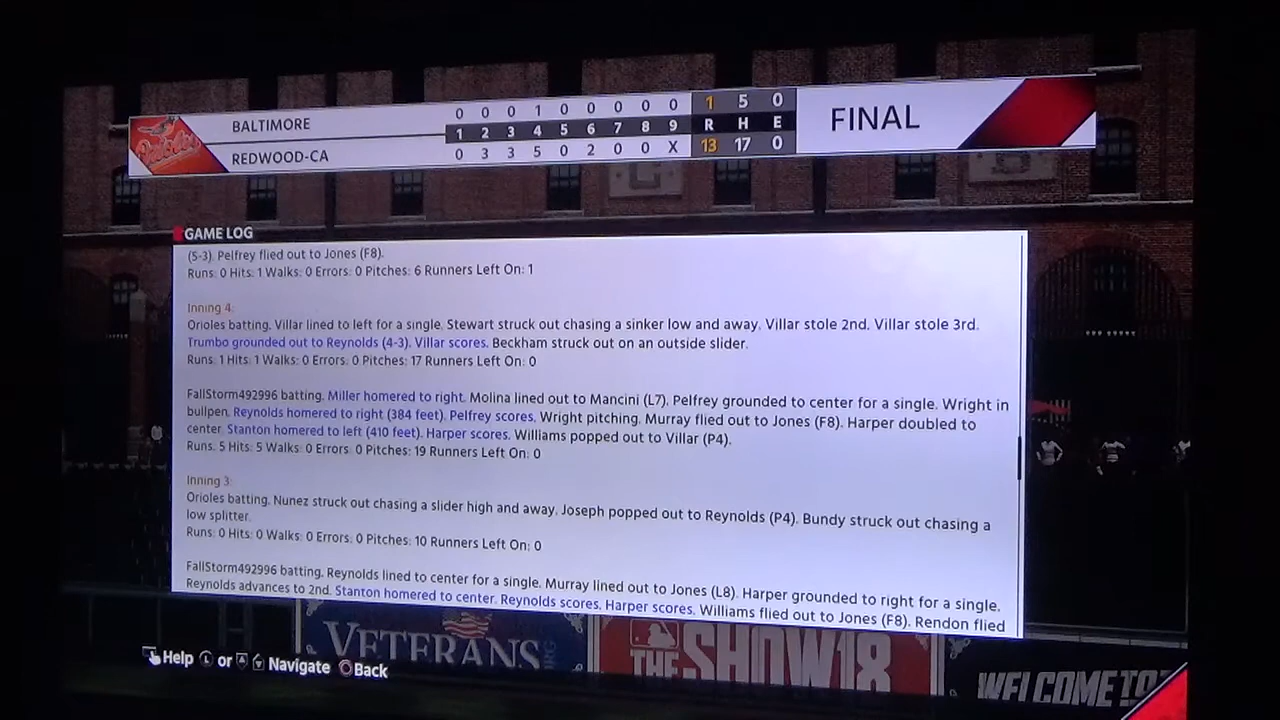 BALTIMORE 0 0 0 1 0 0 0 0 0 1 5 0
1 2 3 4 5 6 7 8 9 R H E
REDWOOD-CA 0 3 3 5 0 2 0 0 X 13 17 0
FINAL
Orioles
GAME LOG
(5-3). Pelfrey flied out to Jones (F8).
Runs: 0 Hits: 1 Walks: 0 Errors: 0 Pitches: 6 Runners Left On: 1
Inning 4:
Orioles batting. Villar lined to left for a single. Stewart struck out chasing a sinker low and away. Villar stole 2nd. Villar stole 3rd.
Trumbo grounded out to Reynolds (4-3). Villar scores. Beckham struck out on an outside slider.
Runs: 1 Hits: 1 Walks: 0 Errors: 0 Pitches: 17 Runners Left On: 0
FallStorm492996 batting. Miller homered to right. Molina lined out to Mancini (L7). Pelfrey grounded to center for a single. Wright in
bullpen. Reynolds homered to right (384 feet). Pelfrey scores. Wright pitching. Murray flied out to Jones (F8). Harper doubled to
center. Stanton homered to left (410 feet). Harper scores. Williams popped out to Villar (P4).
Runs: 5 Hits: 5 Walks: 0 Errors: 0 Pitches: 19 Runners Left On: 0
Inning 3:
Orioles batting. Nunez struck out chasing a slider high and away. Joseph popped out to Reynolds (P4). Bundy struck out chasing a
low splitter.
Runs: 0 Hits: 0 Walks: 0 Errors: 0 Pitches: 10 Runners Left On: 0
FallStorm492996 batting. Reynolds lined to center for a single. Murray lined out to Jones (L8). Harper grounded to right for a single.
Reynolds advances to 2nd. Stanton homered to center. Reynolds scores. Harper scores. Williams flied out to Jones (F8). Rendon flied
VETERANS
THE SHOW18
WELCOME TO
Help or Navigate Back